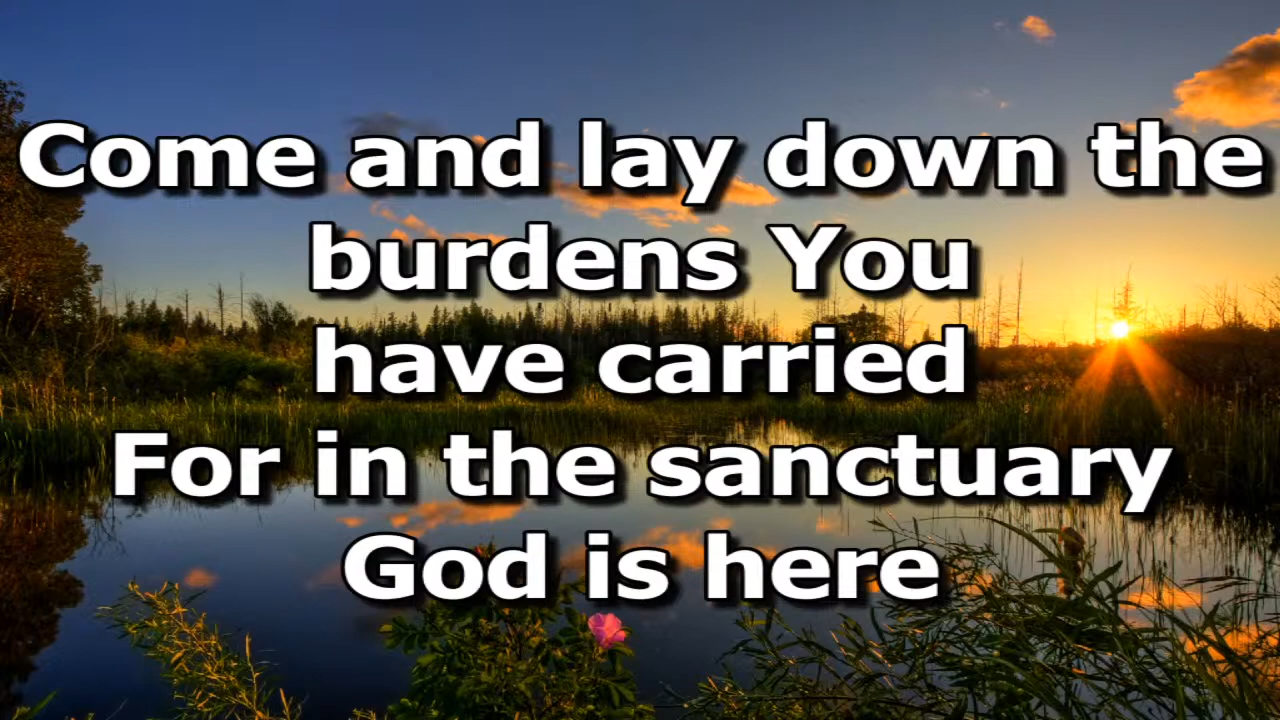 Come and lay down the
burdens You
have carried
For in the sanctuary
God is here